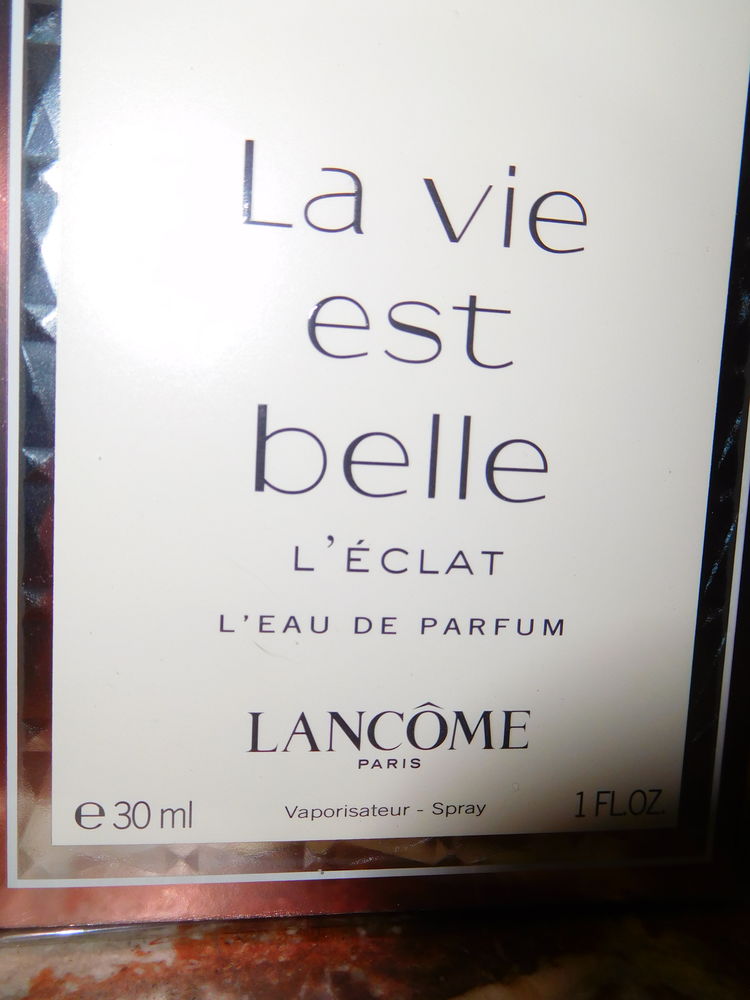 La vie
est
belle
L'ÉCLAT
L'EAU DE PARFUM
LANCÔME
PARIS
℮ 30 ml Vaporisateur - Spray 1 FL.OZ.